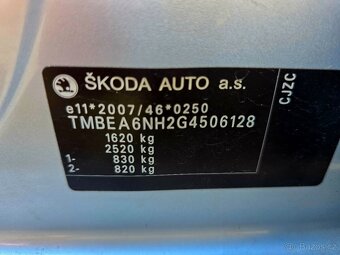 ŠKODA AUTO a.s.
e11*2007/46*0250
TMBEA6NH2G4506128
1620 kg
2520 kg
1- 830 kg
2- 820 kg
CJZC